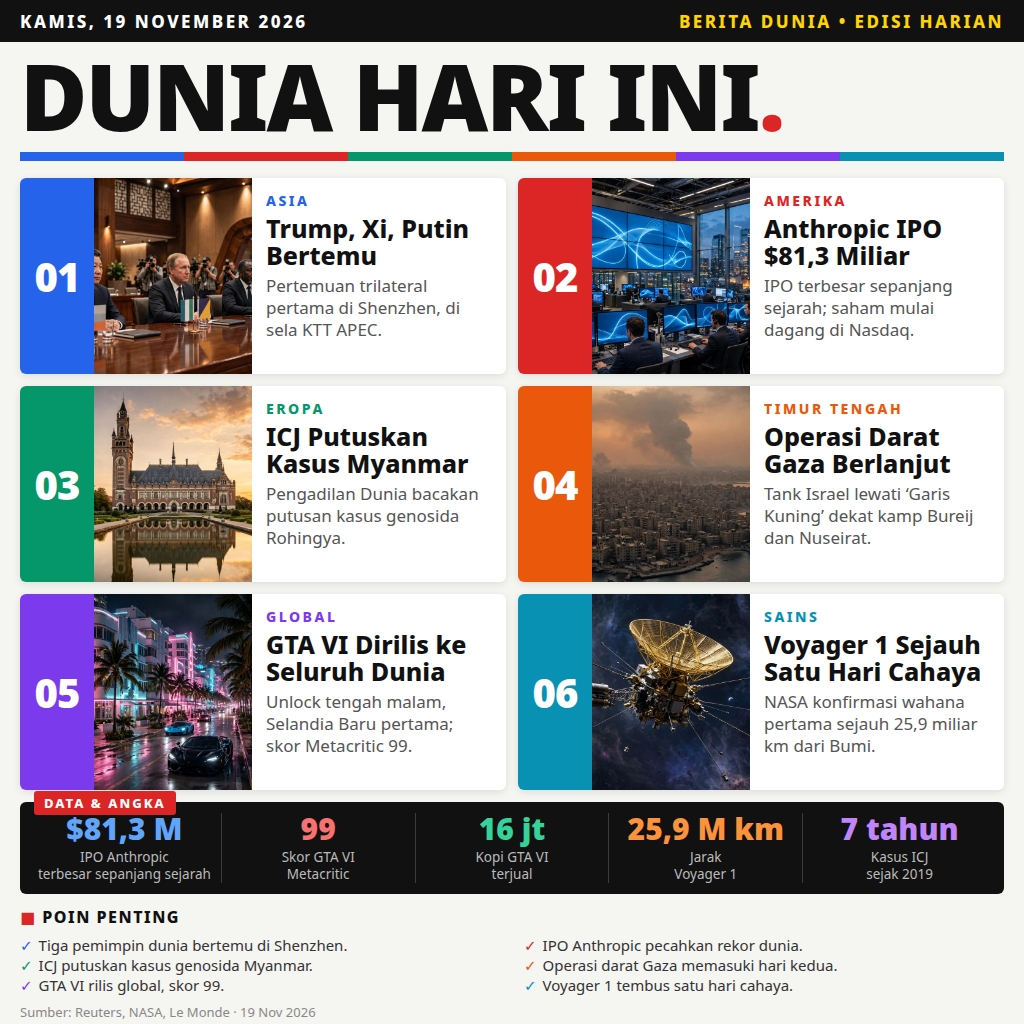 KAMIS, 19 NOVEMBER 2026
BERITA DUNIA • EDISI HARIAN
DUNIA HARI INI.
01
ASIA
Trump, Xi, Putin
Bertemu
Pertemuan trilateral
pertama di Shenzhen, di
sela KTT APEC.
02
AMERIKA
Anthropic IPO
$81,3 Miliar
IPO terbesar sepanjang
sejarah; saham mulai
dagang di Nasdaq.
03
EROPA
ICJ Putuskan
Kasus Myanmar
Pengadilan Dunia bacakan
putusan kasus genosida
Rohingya.
04
TIMUR TENGAH
Operasi Darat
Gaza Berlanjut
Tank Israel lewati ‘Garis
Kuning’ dekat kamp Bureij
dan Nuseirat.
05
GLOBAL
GTA VI Dirilis ke
Seluruh Dunia
Unlock tengah malam,
Selandia Baru pertama;
skor Metacritic 99.
06
SAINS
Voyager 1 Sejauh
Satu Hari Cahaya
NASA konfirmasi wahana
pertama sejauh 25,9 miliar
km dari Bumi.
DATA & ANGKA
$81,3 M
IPO Anthropic
terbesar sepanjang sejarah
99
Skor GTA VI
Metacritic
16 jt
Kopi GTA VI
terjual
25,9 M km
Jarak
Voyager 1
7 tahun
Kasus ICJ
sejak 2019
■ POIN PENTING
✓ Tiga pemimpin dunia bertemu di Shenzhen.
✓ IPO Anthropic pecahkan rekor dunia.
✓ ICJ putuskan kasus genosida Myanmar.
✓ Operasi darat Gaza memasuki hari kedua.
✓ GTA VI rilis global, skor 99.
✓ Voyager 1 tembus satu hari cahaya.
Sumber: Reuters, NASA, Le Monde · 19 Nov 2026